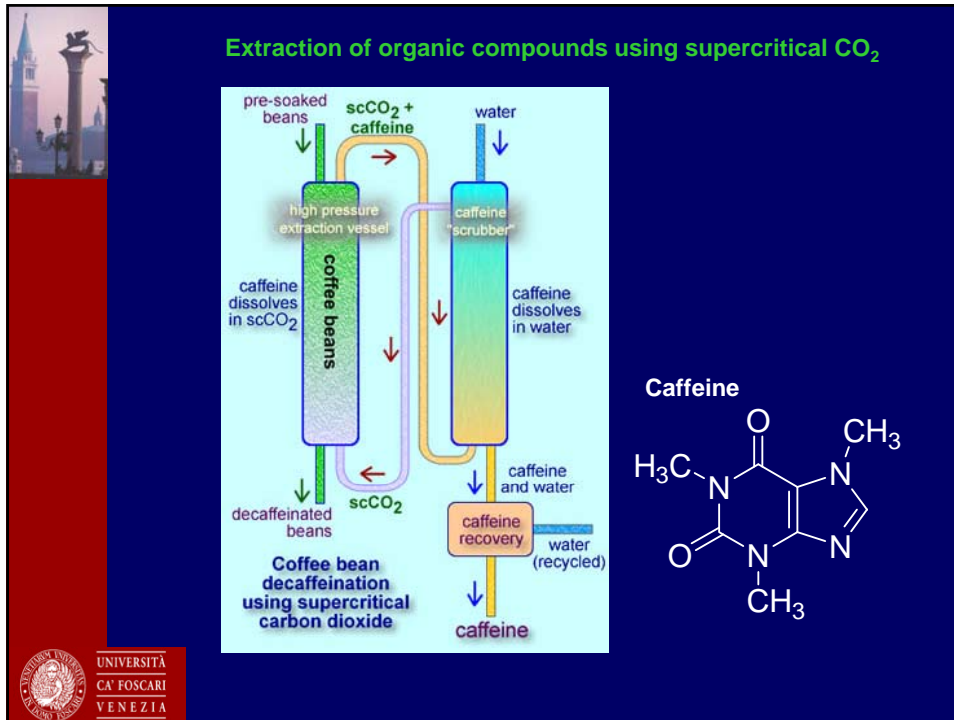 Extraction of organic compounds using supercritical CO₂
pre-soaked
beans
scCO₂ +
caffeine
water
high pressure
extraction vessel
caffeine
"scrubber"
coffee beans
caffeine
dissolves
in scCO₂
caffeine
dissolves
in water
scCO₂
decaffeinated
beans
caffeine
and water
caffeine
recovery
water
(recycled)
Coffee bean
decaffeination
using supercritical
carbon dioxide
caffeine
Caffeine
O
CH₃
H₃C
N
N
O
N
N
CH₃
UNIVERSITÀ
CA' FOSCARI
VENEZIA